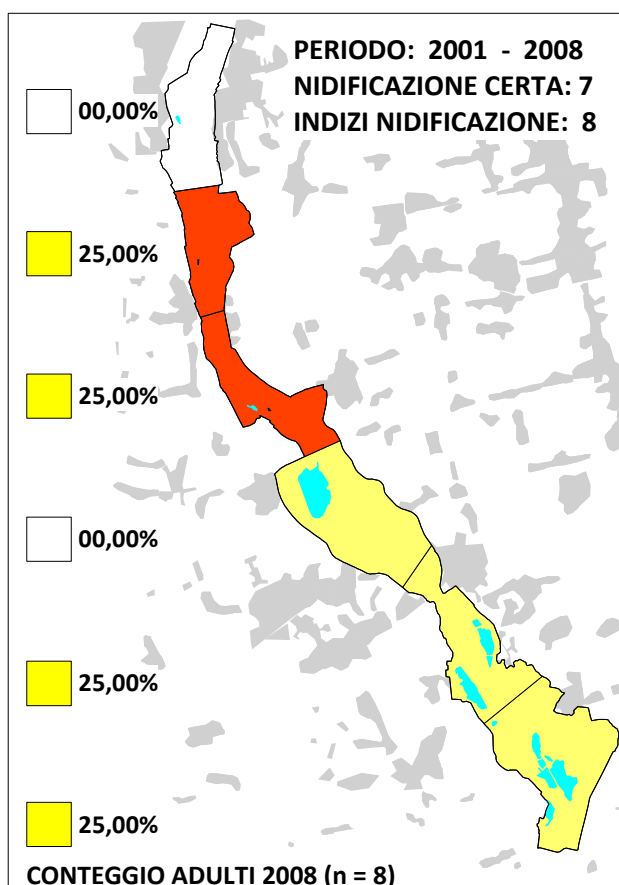 PERIODO: 2001 - 2008
NIDIFICAZIONE CERTA: 7
INDIZI NIDIFICAZIONE: 8
00,00%
25,00%
25,00%
00,00%
25,00%
25,00%
CONTEGGIO ADULTI 2008 (n = 8)